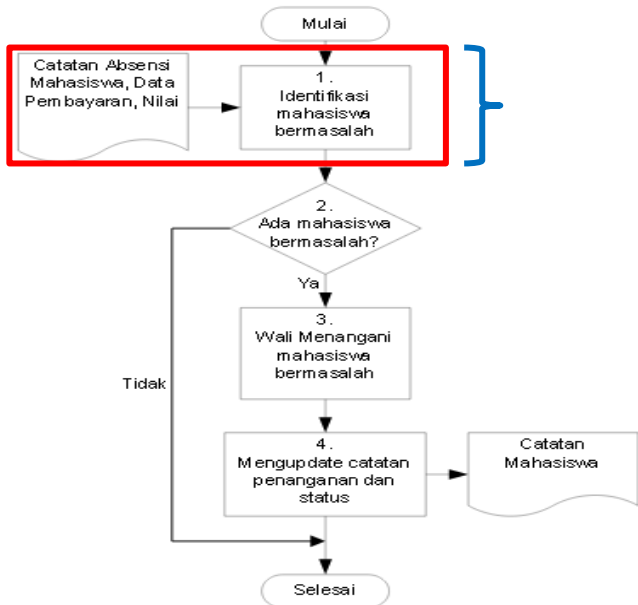 Mulai
Catatan Absensi
Mahasiswa, Data
Pembayaran, Nilai
1.
Identifikasi
mahasiswa
bermasalah
2.
Ada mahasiswa
bermasalah?
Ya
3.
Wali Menangani
mahasiswa
bermasalah
Tidak
4.
Mengupdate catatan
penanganan dan
status
Catatan
Mahasiswa
Selesai